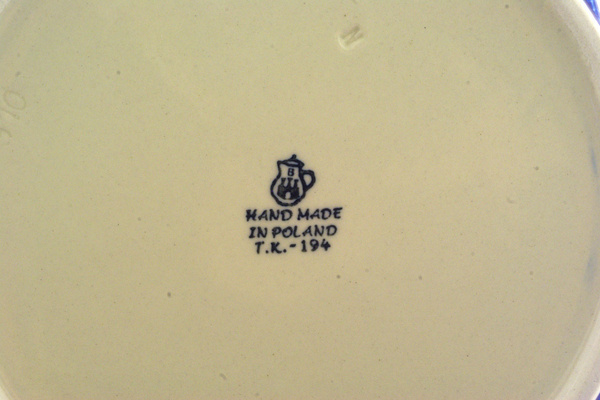 N
B
HAND MADE
IN POLAND
T.K.-194